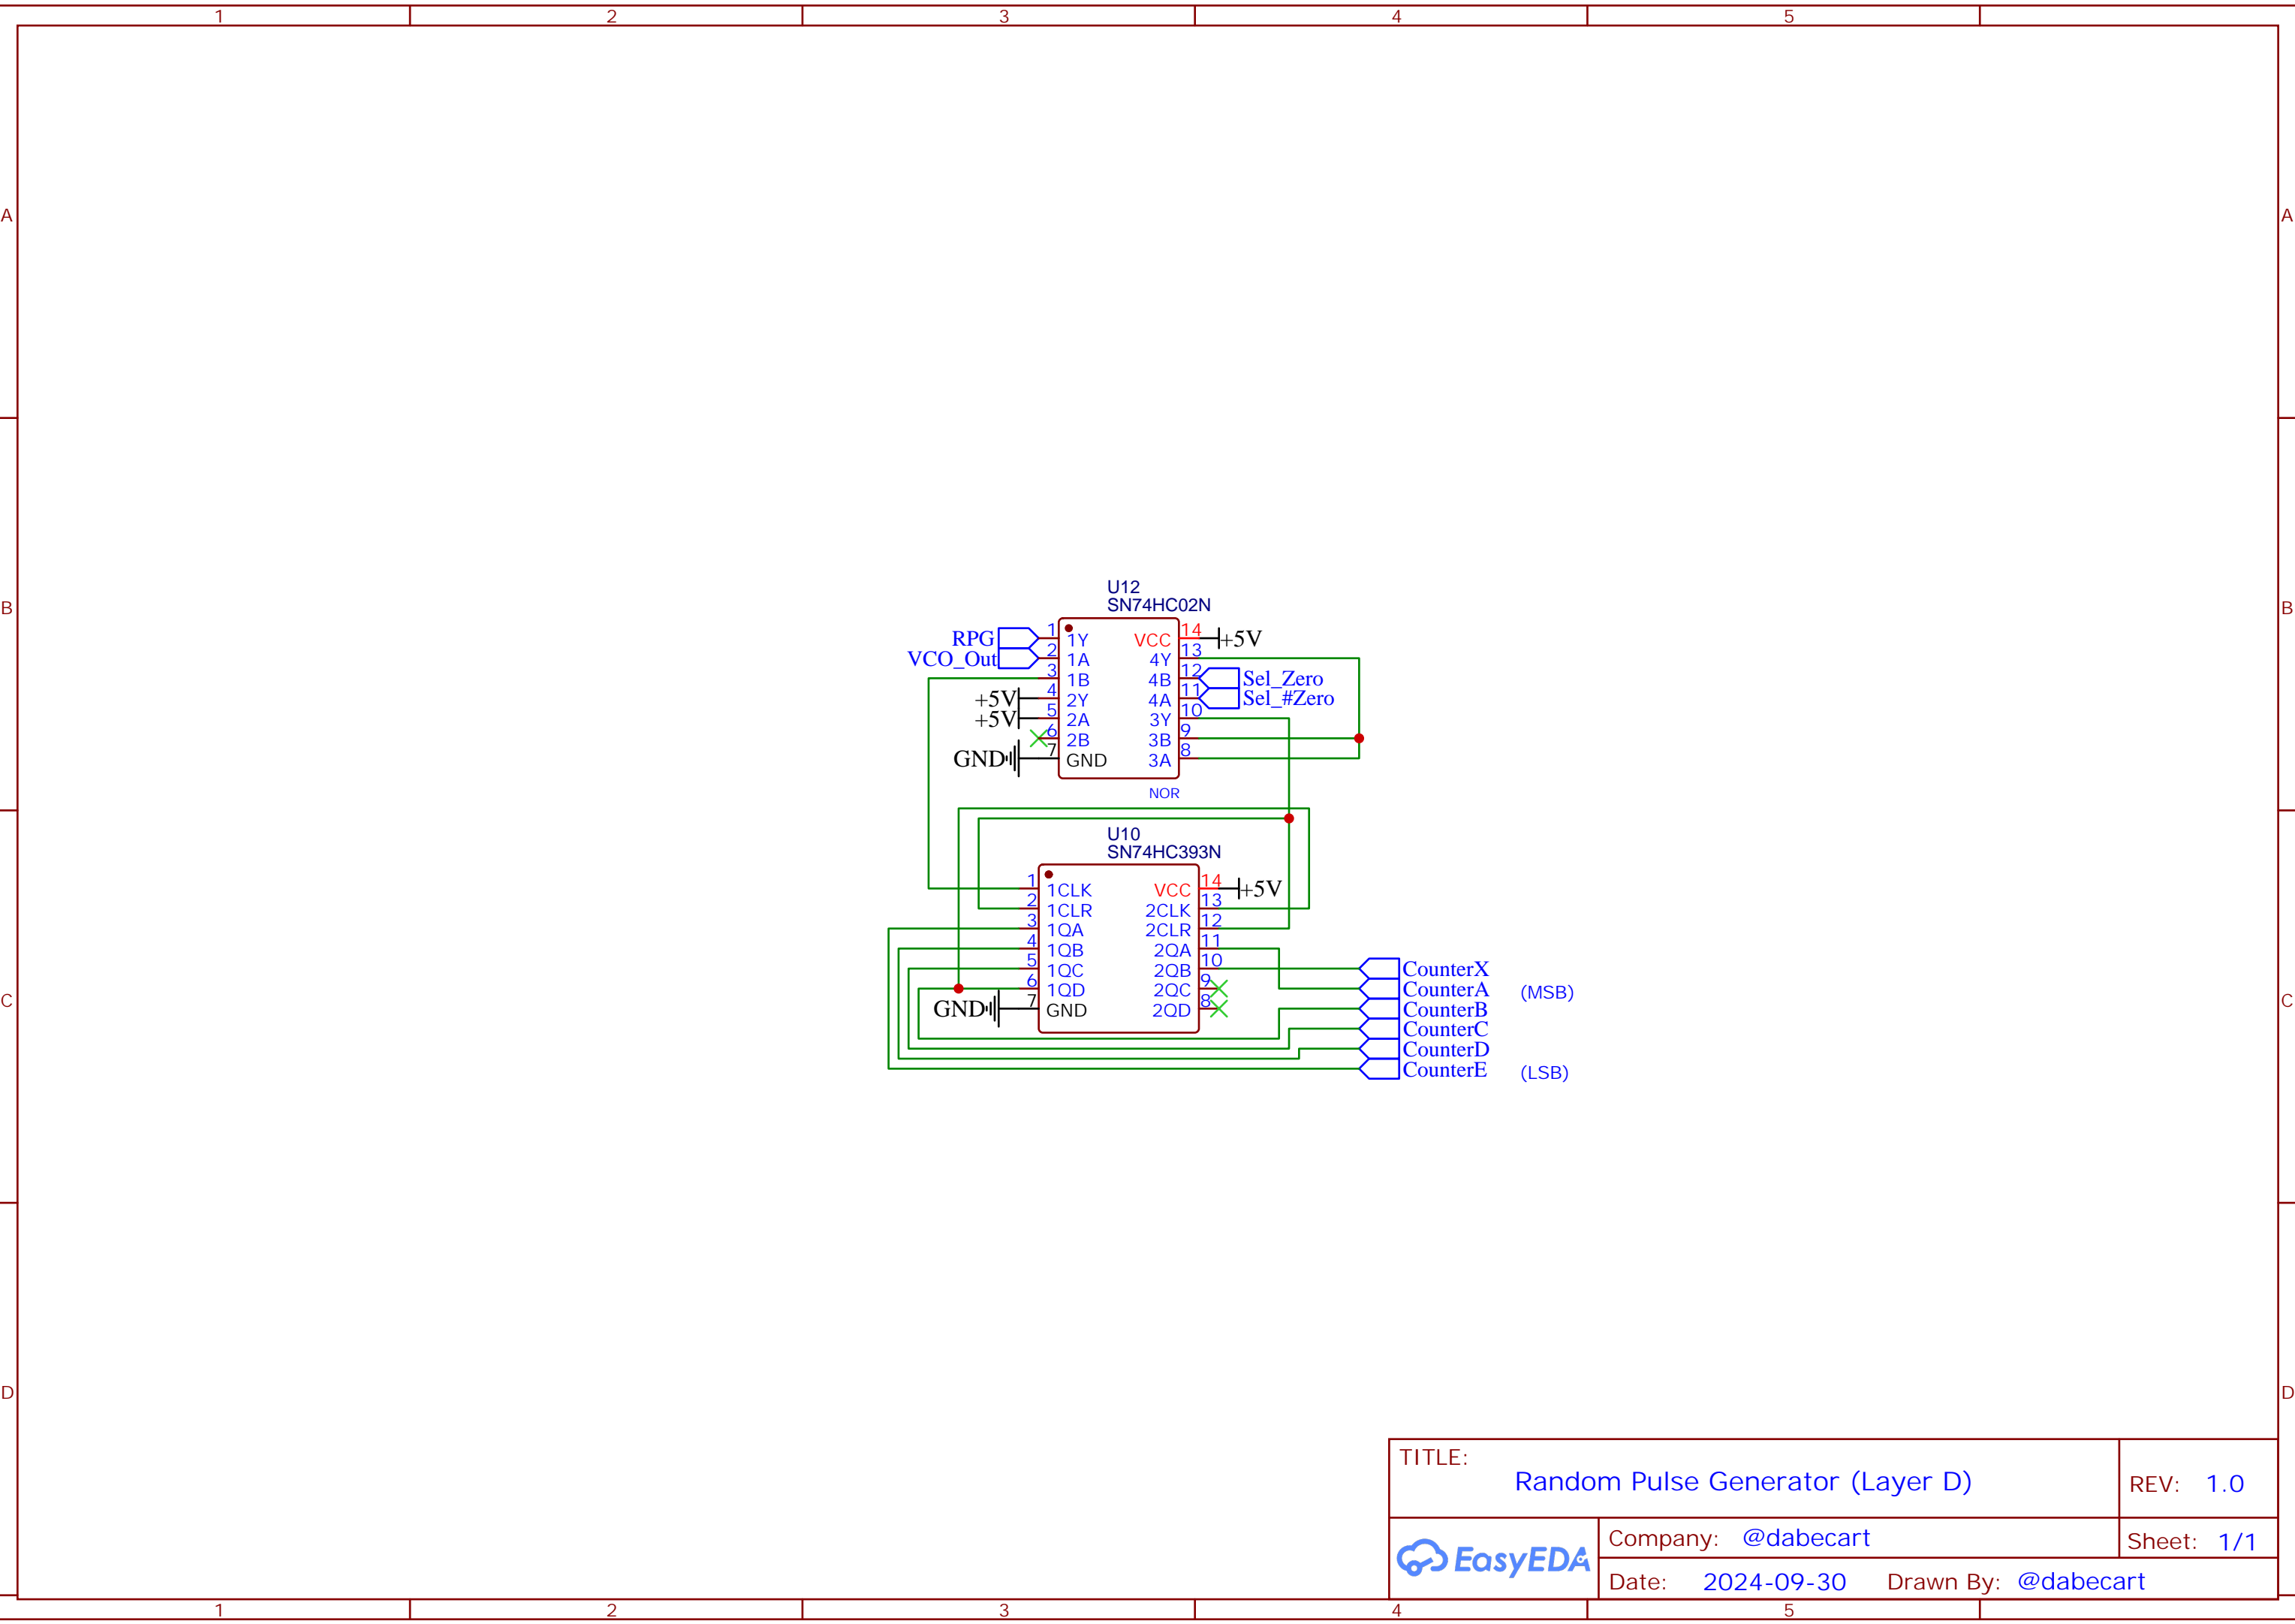 1 2 3 4 5
A A
B B
C C
D D
U12
SN74HC02N
RPG 1 1Y VCC 14 +5V
VCO_Out 2 1A 4Y 13
3 1B 4B 12 Sel_Zero
+5V 4 2Y 4A 11 Sel_#Zero
+5V 5 2A 3Y 10
6 2B 3B 9
GND 7 GND 3A 8
NOR
U10
SN74HC393N
1 1CLK VCC 14 +5V
2 1CLR 2CLK 13
3 1QA 2CLR 12
4 1QB 2QA 11
5 1QC 2QB 10 CounterX
6 1QD 2QC 9 CounterA (MSB)
GND 7 GND 2QD 8 CounterB
CounterC
CounterD
CounterE (LSB)
TITLE:
Random Pulse Generator (Layer D)
REV: 1.0
EasyEDA
Company: @dabecart
Sheet: 1/1
Date: 2024-09-30 Drawn By: @dabecart
1 2 3 4 5